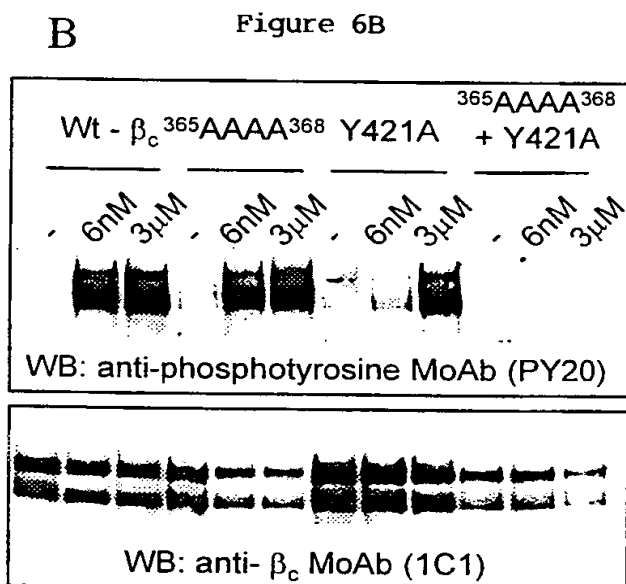 Figure 6B
B
365AAAA368
Wt - βc 365AAAA368 Y421A + Y421A
- 6nM 3μM - 6nM 3μM - 6nM 3μM - 6nM 3μM
WB: anti-phosphotyrosine MoAb (PY20)
WB: anti- βc MoAb (1C1)